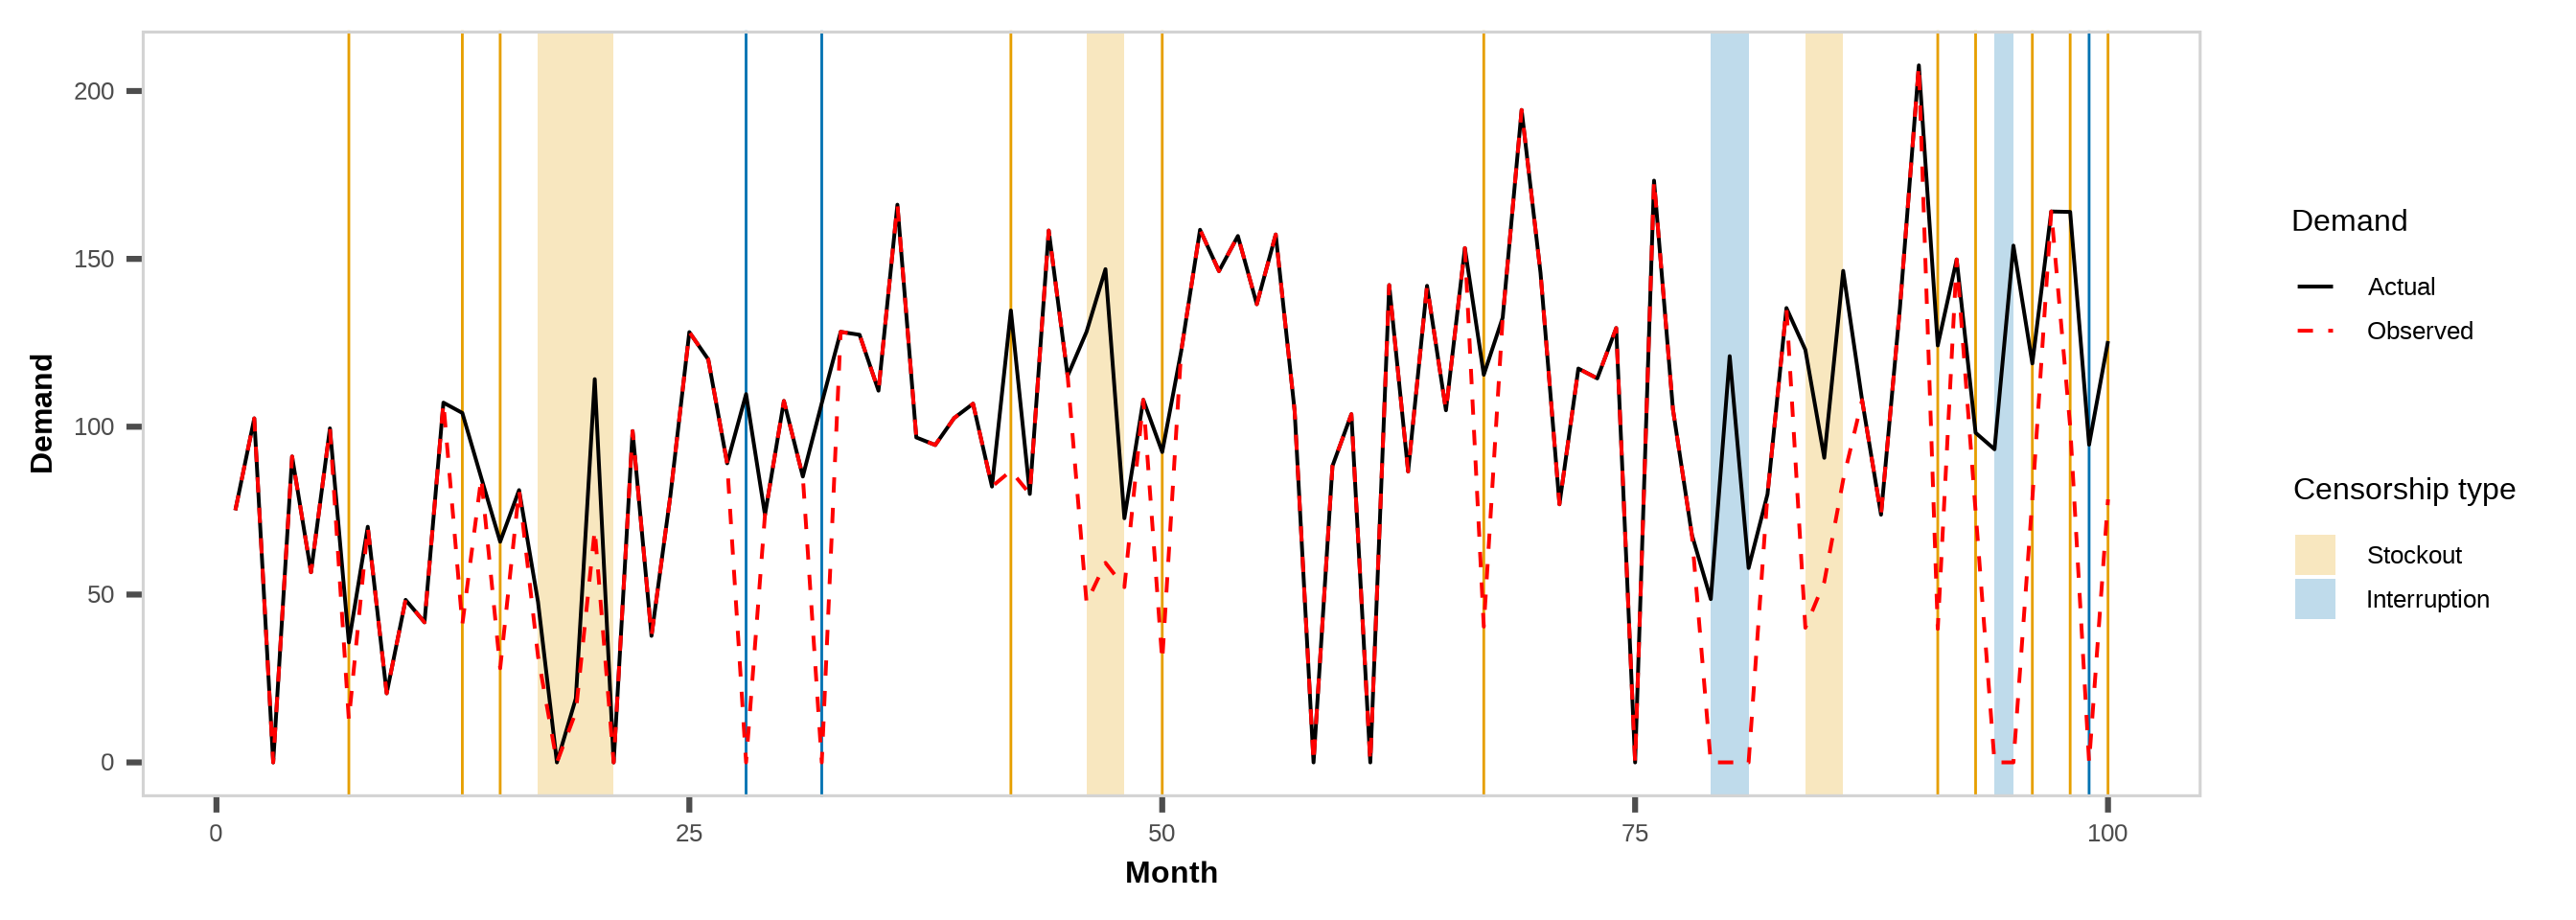 200
150
100
50
0
Demand
0
25
50
75
100
Month
Demand
Actual
Observed
Censorship type
Stockout
Interruption